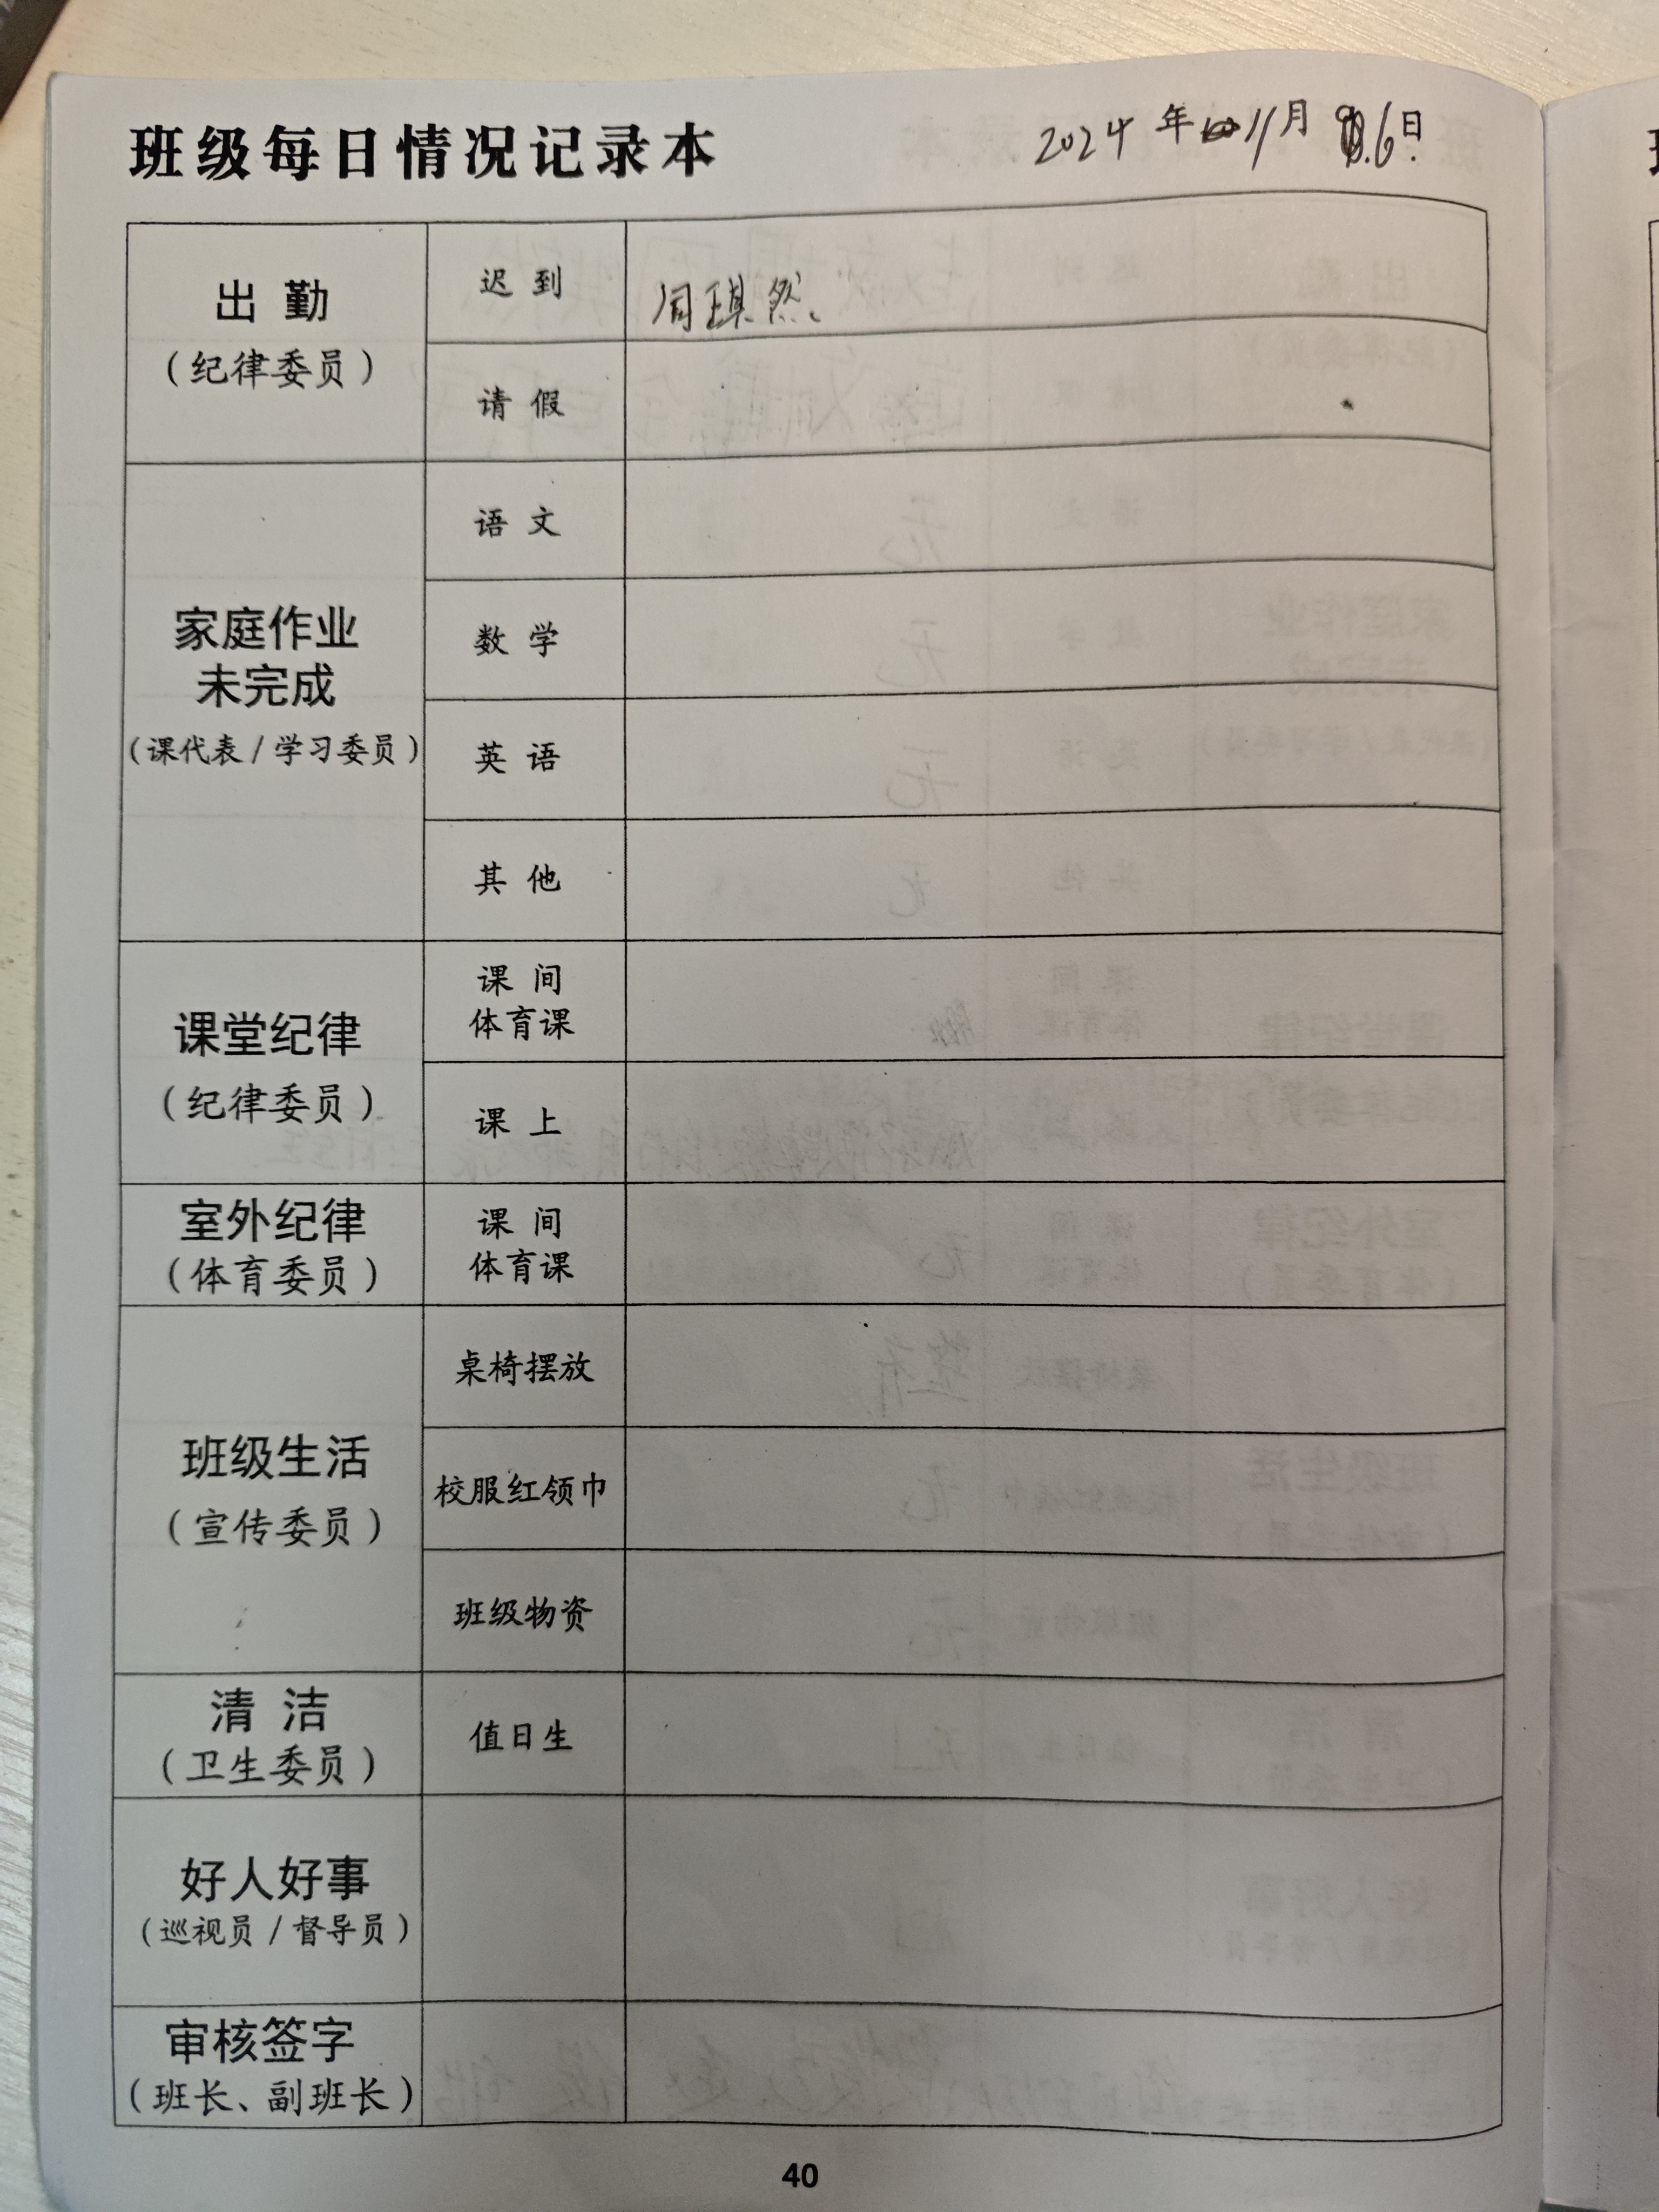 班级每日情况记录本 2024 年 11 月 6 日
出 勤
(纪律委员)
迟 到 周琪然、
请 假
家庭作业
未完成
(课代表 / 学习委员)
语 文
数 学
英 语
其 他
课堂纪律
(纪律委员)
课 间
体育课
课 上
室外纪律
(体育委员)
课 间
体育课
班级生活
(宣传委员)
桌椅摆放
校服红领巾
班级物资
清 洁
(卫生委员)
值日生
好人好事
(巡视员 / 督导员)
审核签字
(班长、副班长)
40